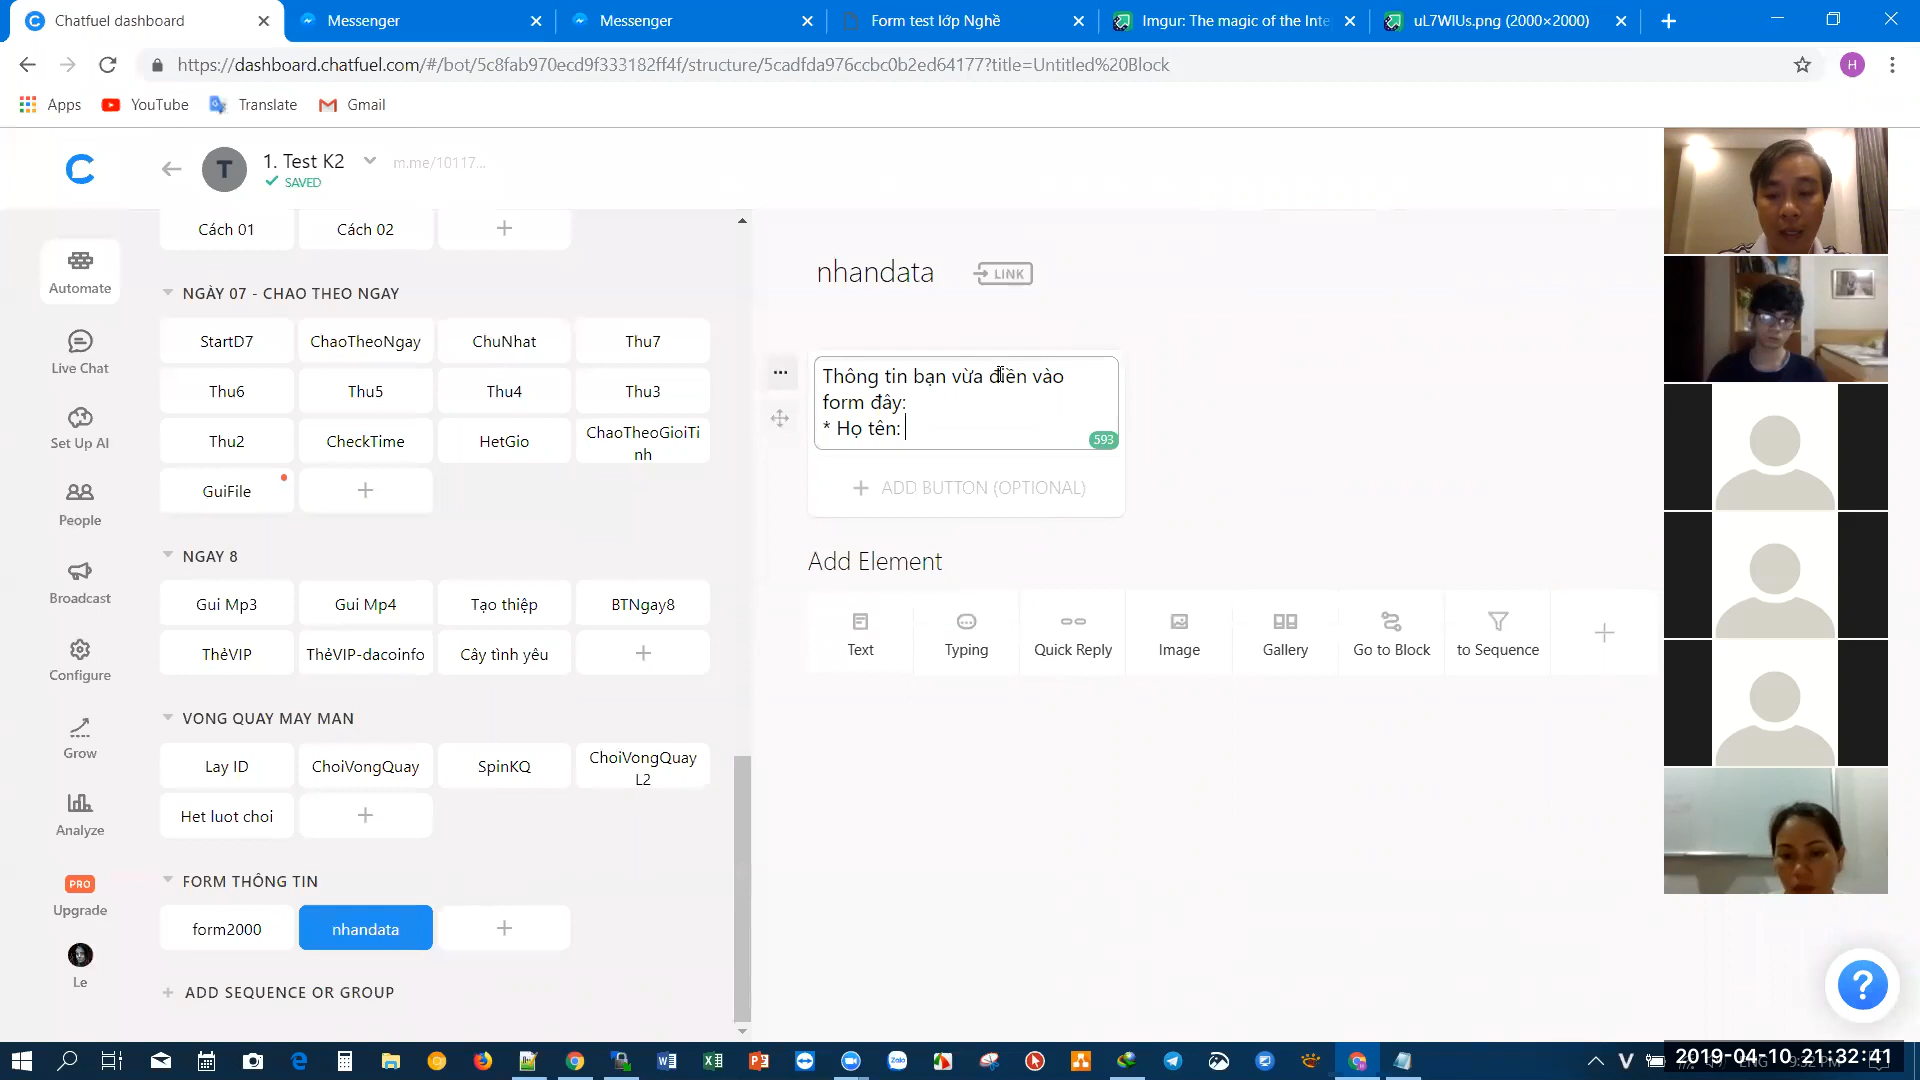 Chatfuel dashboard
Messenger
Messenger
Form test lớp Nghề
Imgur: The magic of the Inte
uL7WlUs.png (2000×2000)
https://dashboard.chatfuel.com/#/bot/5c8fab970ecd9f333182ff4f/structure/5cadfda976ccbc0b2ed64177?title=Untitled%20Block
H
Apps
YouTube
Translate
Gmail
T
1. Test K2
m.me/10117...
SAVED
Automate
Live Chat
Set Up AI
People
Broadcast
Configure
Grow
Analyze
PRO
Upgrade
Le
Cách 01
Cách 02
NGÀY 07 - CHAO THEO NGAY
StartD7
ChaoTheoNgay
ChuNhat
Thu7
Thu6
Thu5
Thu4
Thu3
Thu2
CheckTime
HetGio
ChaoTheoGioiTi
nh
GuiFile
NGAY 8
Gui Mp3
Gui Mp4
Tạo thiệp
BTNgay8
ThẻVIP
ThẻVIP-dacoinfo
Cây tình yêu
VONG QUAY MAY MAN
Lay ID
ChoiVongQuay
SpinKQ
ChoiVongQuay
L2
Het luot choi
FORM THÔNG TIN
form2000
nhandata
ADD SEQUENCE OR GROUP
nhandata
LINK
Thông tin bạn vừa điền vào
form đây:
* Họ tên:
593
ADD BUTTON (OPTIONAL)
Add Element
Text
Typing
Quick Reply
Image
Gallery
Go to Block
to Sequence
?
2019-04-10 21:32:41